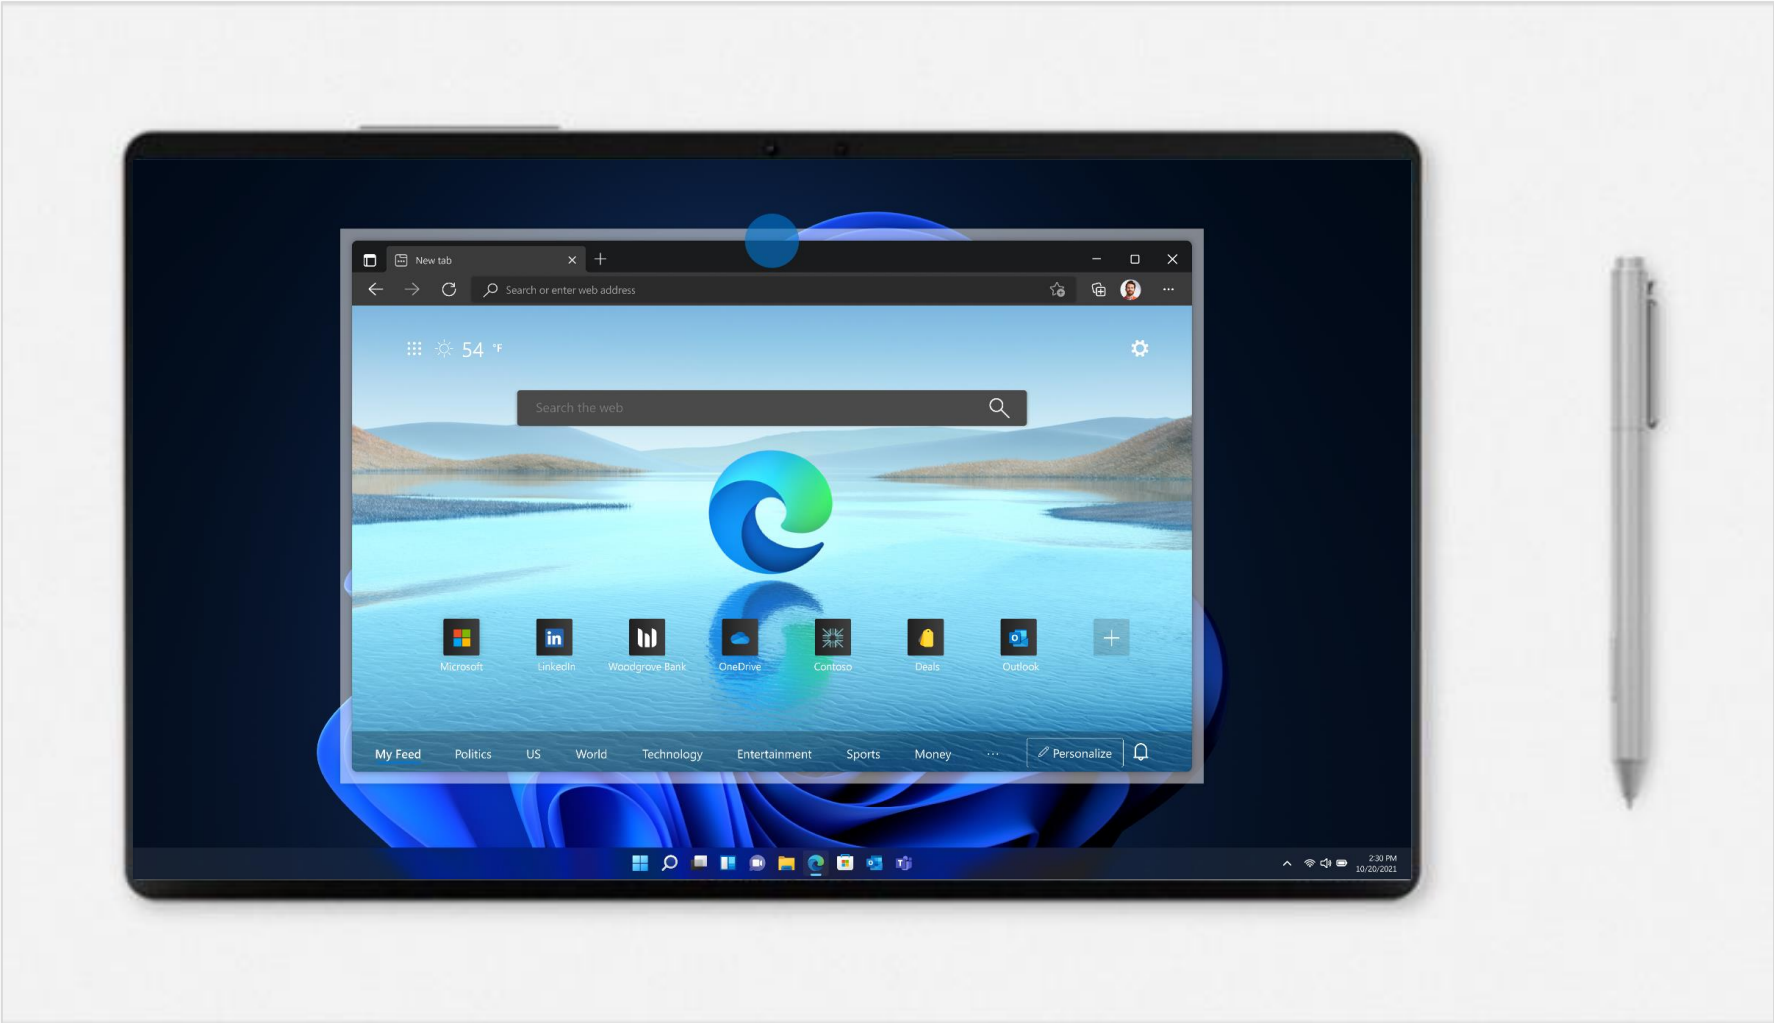 New tab
Search or enter web address
54 °F
Search the web
in
Microsoft
LinkedIn
Woodgrove Bank
OneDrive
Contoso
Deals
Outlook
My Feed
Politics
US
World
Technology
Entertainment
Sports
Money
Personalize
2:30 PM
10/20/2021